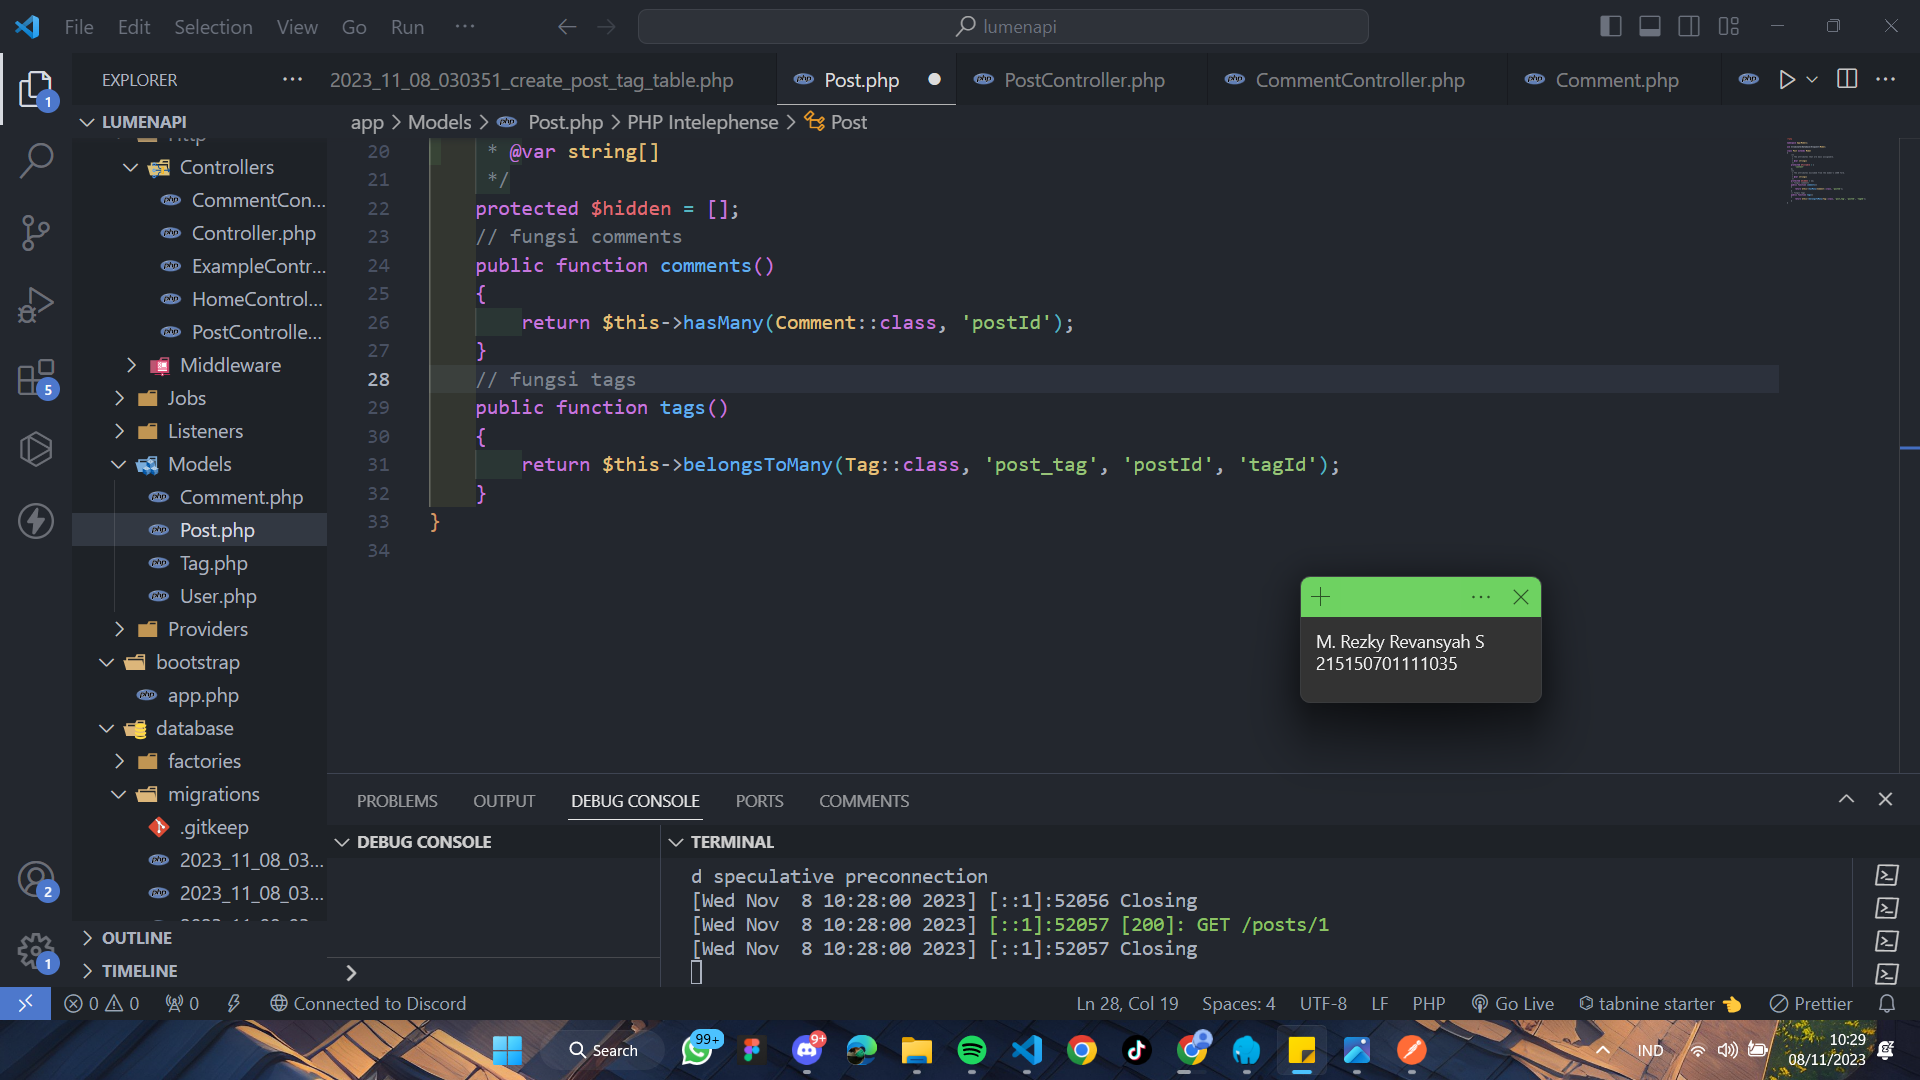 File Edit Selection View Go Run ···
lumenapi
EXPLORER ···
2023_11_08_030351_create_post_tag_table.php
Post.php
PostController.php
CommentController.php
Comment.php
LUMENAPI
app > Models > Post.php > PHP Intelephense > Post
Controllers
CommentCon...
Controller.php
ExampleContr...
HomeControl...
PostControlle...
Middleware
Jobs
Listeners
Models
Comment.php
Post.php
Tag.php
User.php
Providers
bootstrap
app.php
database
factories
migrations
.gitkeep
2023_11_08_03...
2023_11_08_03...
OUTLINE
TIMELINE
20 * @var string[]
21 */
22 protected $hidden = [];
23 // fungsi comments
24 public function comments()
25 {
26 return $this->hasMany(Comment::class, 'postId');
27 }
28 // fungsi tags
29 public function tags()
30 {
31 return $this->belongsToMany(Tag::class, 'post_tag', 'postId', 'tagId');
32 }
33 }
34
M. Rezky Revansyah S
215150701111035
PROBLEMS OUTPUT DEBUG CONSOLE PORTS COMMENTS
DEBUG CONSOLE
TERMINAL
d speculative preconnection
[Wed Nov  8 10:28:00 2023] [::1]:52056 Closing
[Wed Nov  8 10:28:00 2023] [::1]:52057 [200]: GET /posts/1
[Wed Nov  8 10:28:00 2023] [::1]:52057 Closing
1
5
2
1
0 0 0 Connected to Discord
Ln 28, Col 19 Spaces: 4 UTF-8 LF PHP Go Live tabnine starter Prettier
Search
99+
9+
IND
10:29
08/11/2023